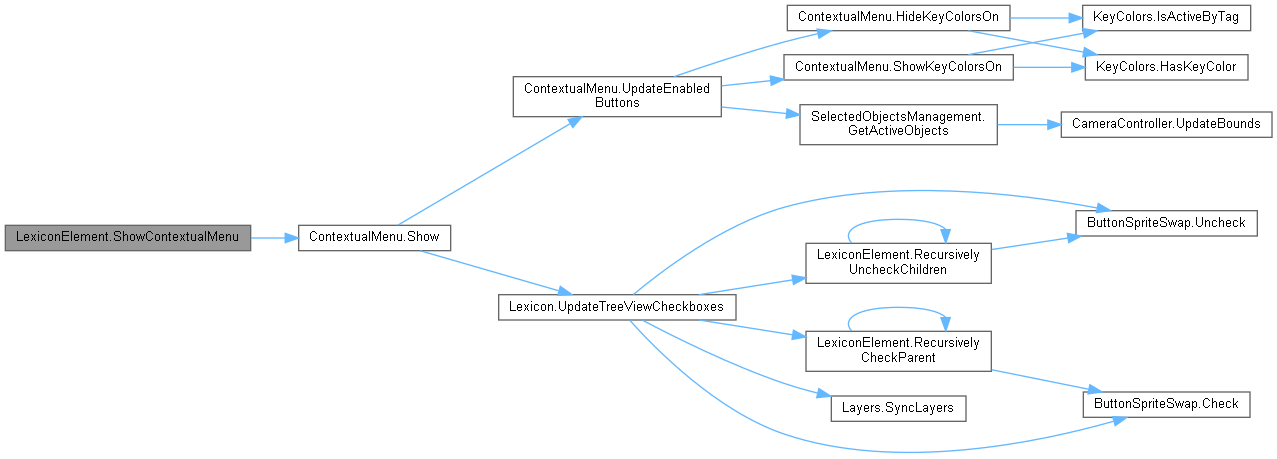 ContextualMenu.HideKeyColorsOn
KeyColors.IsActiveByTag
ContextualMenu.ShowKeyColorsOn
KeyColors.HasKeyColor
ContextualMenu.UpdateEnabled
Buttons
SelectedObjectsManagement.
GetActiveObjects
CameraController.UpdateBounds
LexiconElement.ShowContextualMenu
ContextualMenu.Show
ButtonSpriteSwap.Uncheck
LexiconElement.Recursively
UncheckChildren
Lexicon.UpdateTreeViewCheckboxes
LexiconElement.Recursively
CheckParent
Layers.SyncLayers
ButtonSpriteSwap.Check